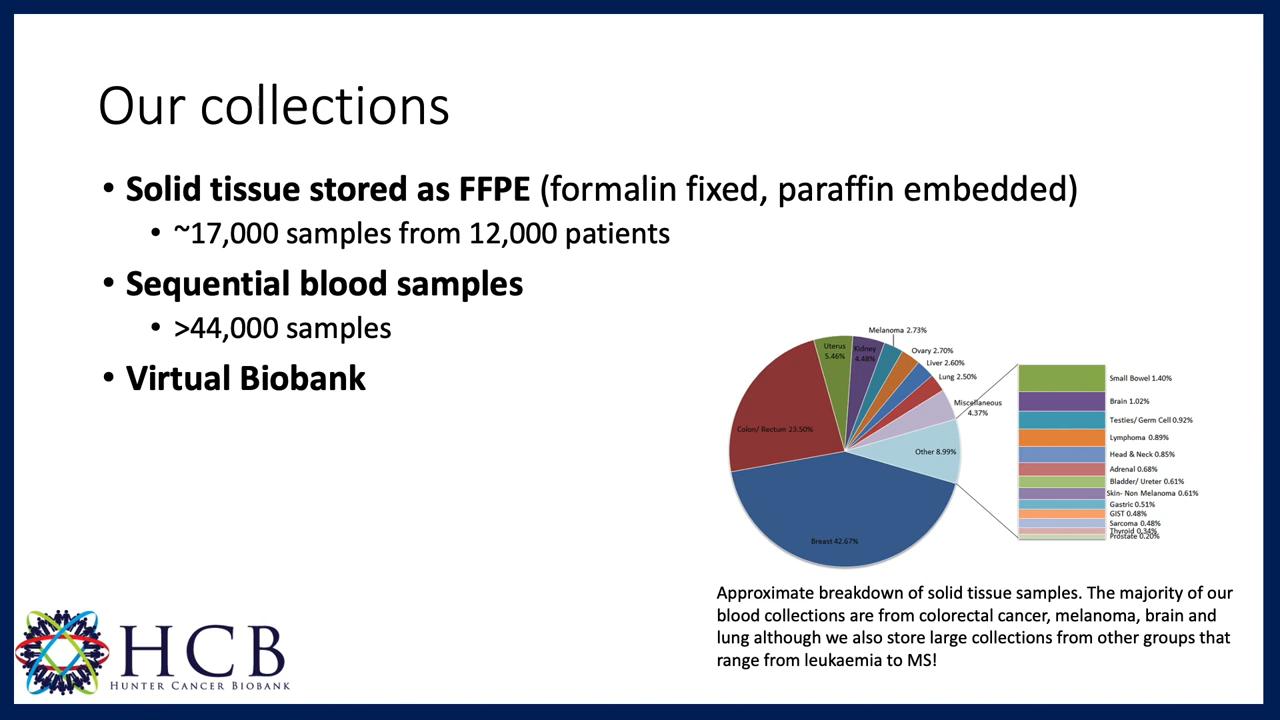 Our collections
• Solid tissue stored as FFPE (formalin fixed, paraffin embedded)
• ~17,000 samples from 12,000 patients
• Sequential blood samples
• >44,000 samples
• Virtual Biobank
Melanoma 2.73%
Uterus
5.46%
Kidney
4.48%
Ovary 2.70%
Liver 2.60%
Lung 2.50%
Miscellaneous
4.37%
Colon/ Rectum 23.50%
Other 8.99%
Breast 42.67%
Small Bowel 1.40%
Brain 1.02%
Testies/ Germ Cell 0.92%
Lymphoma 0.89%
Head & Neck 0.85%
Adrenal 0.68%
Bladder/ Ureter 0.61%
Skin- Non Melanoma 0.61%
Gastric 0.51%
GIST 0.48%
Sarcoma 0.48%
Thyroid 0.34%
Prostate 0.20%
Approximate breakdown of solid tissue samples. The majority of our
blood collections are from colorectal cancer, melanoma, brain and
lung although we also store large collections from other groups that
range from leukaemia to MS!
HCB
HUNTER CANCER BIOBANK